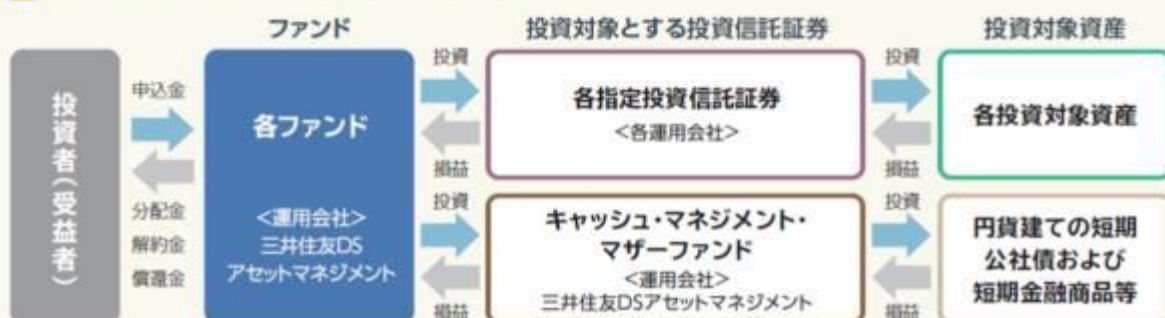 ファンド
投資対象とする投資信託証券
投資対象資産
投資者(受益者)
申込金
分配金
解約金
償還金
各ファンド
<運用会社>
三井住友DS
アセットマネジメント
投資
損益
各指定投資信託証券
<各運用会社>
投資
損益
各投資対象資産
投資
損益
キャッシュ・マネジメント・
マザーファンド
<運用会社>
三井住友DSアセットマネジメント
投資
損益
円貨建ての短期
公社債および
短期金融商品等